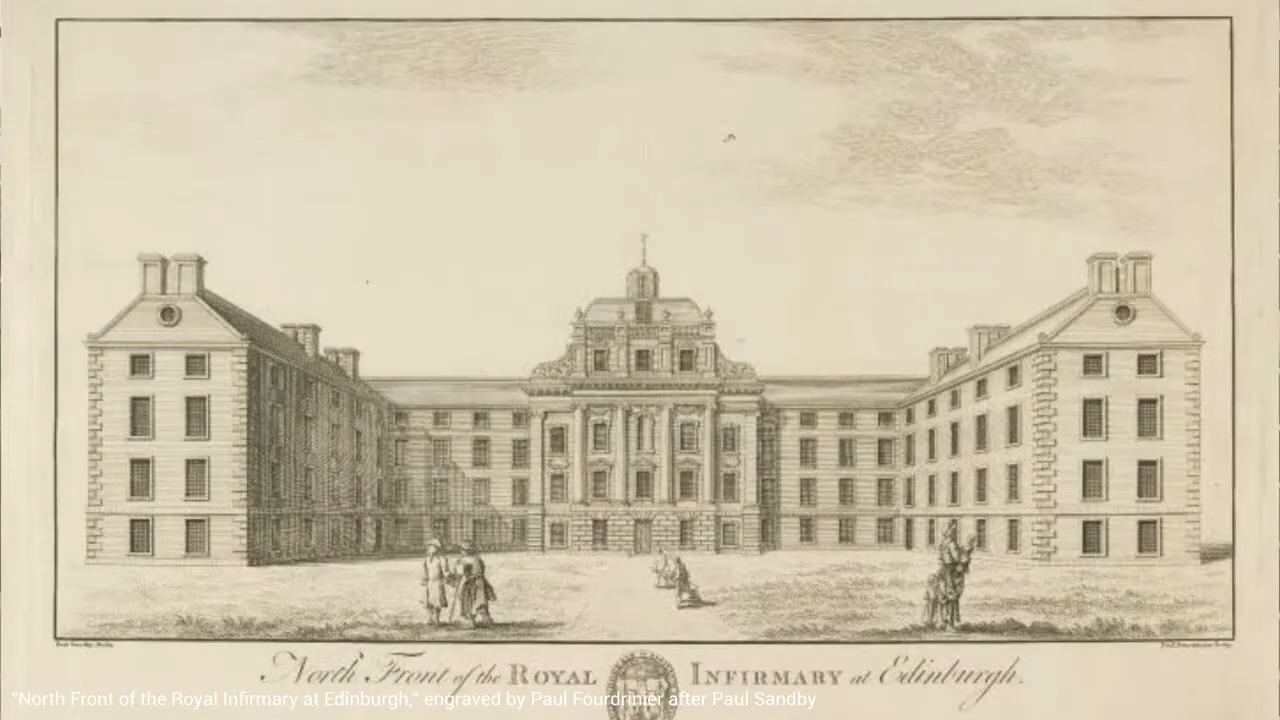 North Front of the ROYAL INFIRMARY at Edinburgh.
"North Front of the Royal Infirmary at Edinburgh," engraved by Paul Fourdrinier after Paul Sandby